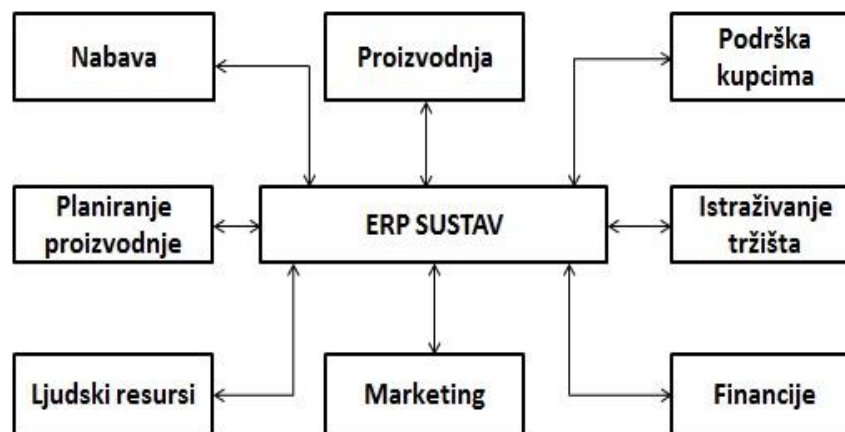 Nabava
Proizvodnja
Podrška
kupcima
Planiranje
proizvodnje
ERP SUSTAV
Istraživanje
tržišta
Ljudski resursi
Marketing
Financije